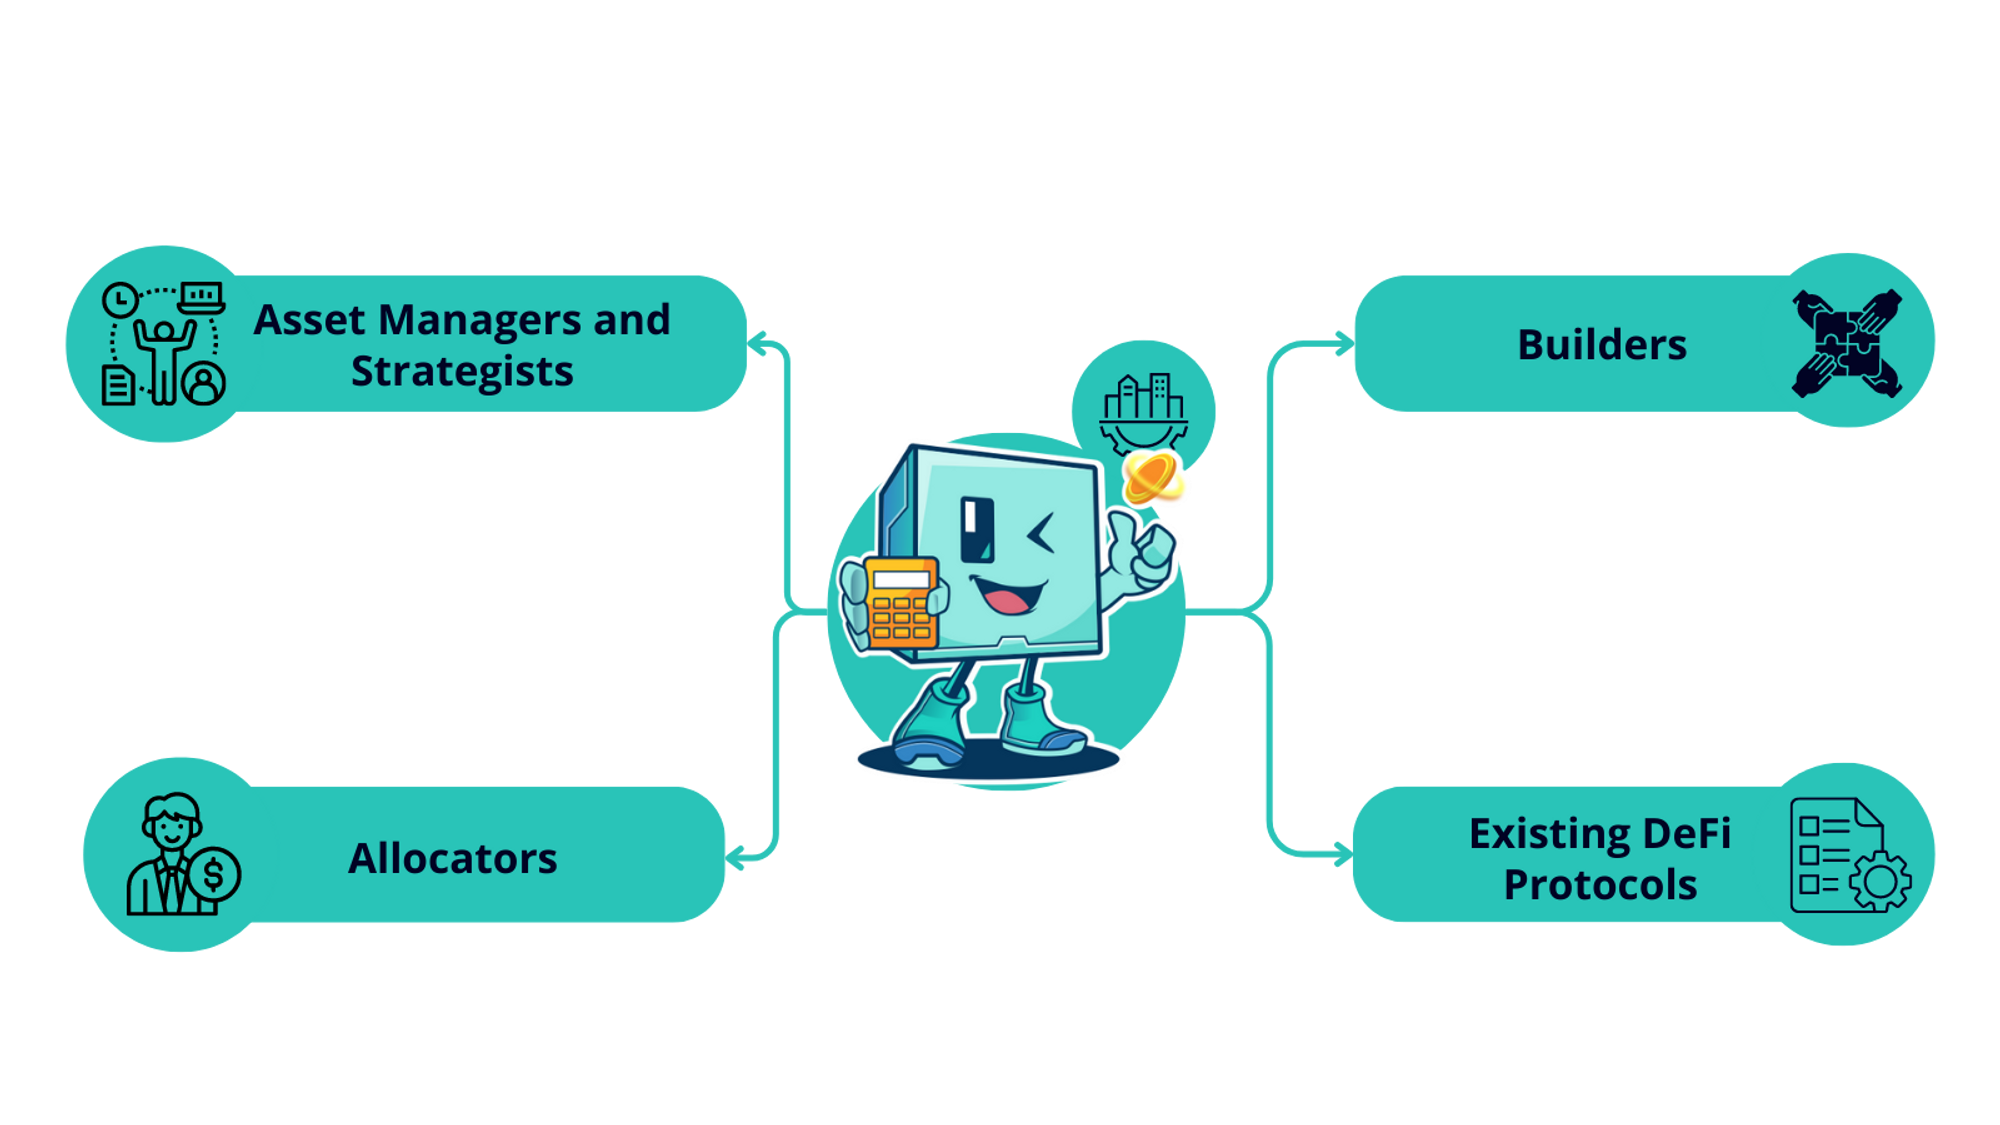 Asset Managers and
Strategists
Builders
Allocators
Existing DeFi
Protocols